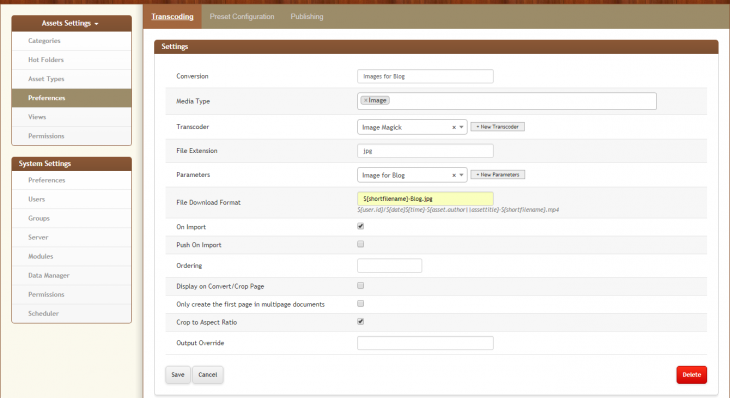 Assets Settings
Categories
Hot Folders
Asset Types
Preferences
Views
Permissions
System Settings
Preferences
Users
Groups
Server
Modules
Data Manager
Permissions
Scheduler
Transcoding Preset Configuration Publishing
Settings
Conversion Images for Blog
Media Type × Image
Transcoder Image Magick × + New Transcoder
File Extension jpg
Parameters Image for Blog × + New Parameters
File Download Format ${shortfilename}-Blog.jpg
${user.id}/${date}${time}-${asset.author\\assettitle}-${shortfilename}.mp4
On Import
Push On Import
Ordering
Display on Convert/Crop Page
Only create the first page in multipage documents
Crop to Aspect Ratio
Output Override
Save Cancel Delete